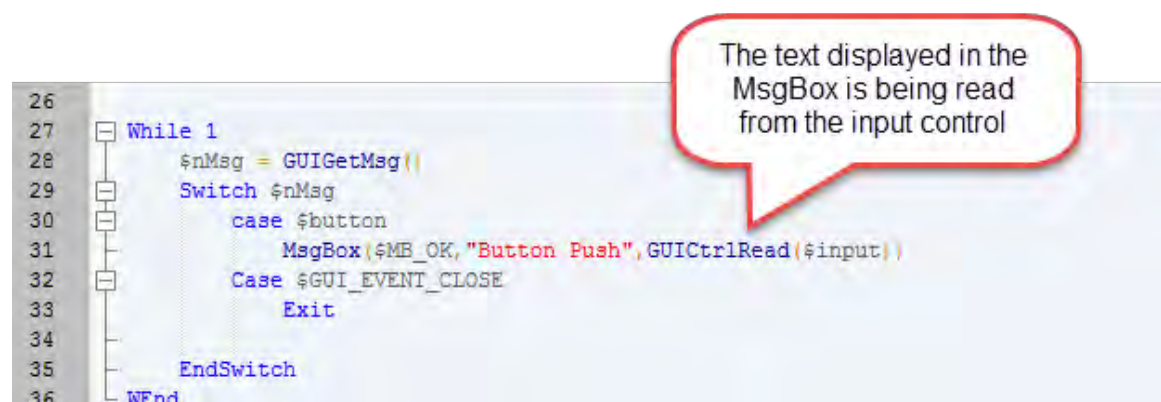 The text displayed in the
MsgBox is being read
from the input control
26
27 While 1
28 $nMsg = GUIGetMsg()
29 Switch $nMsg
30 case $button
31 MsgBox($MB_OK,"Button Push",GUICtrlRead($input))
32 Case $GUI_EVENT_CLOSE
33 Exit
34
35 EndSwitch
36 WEnd